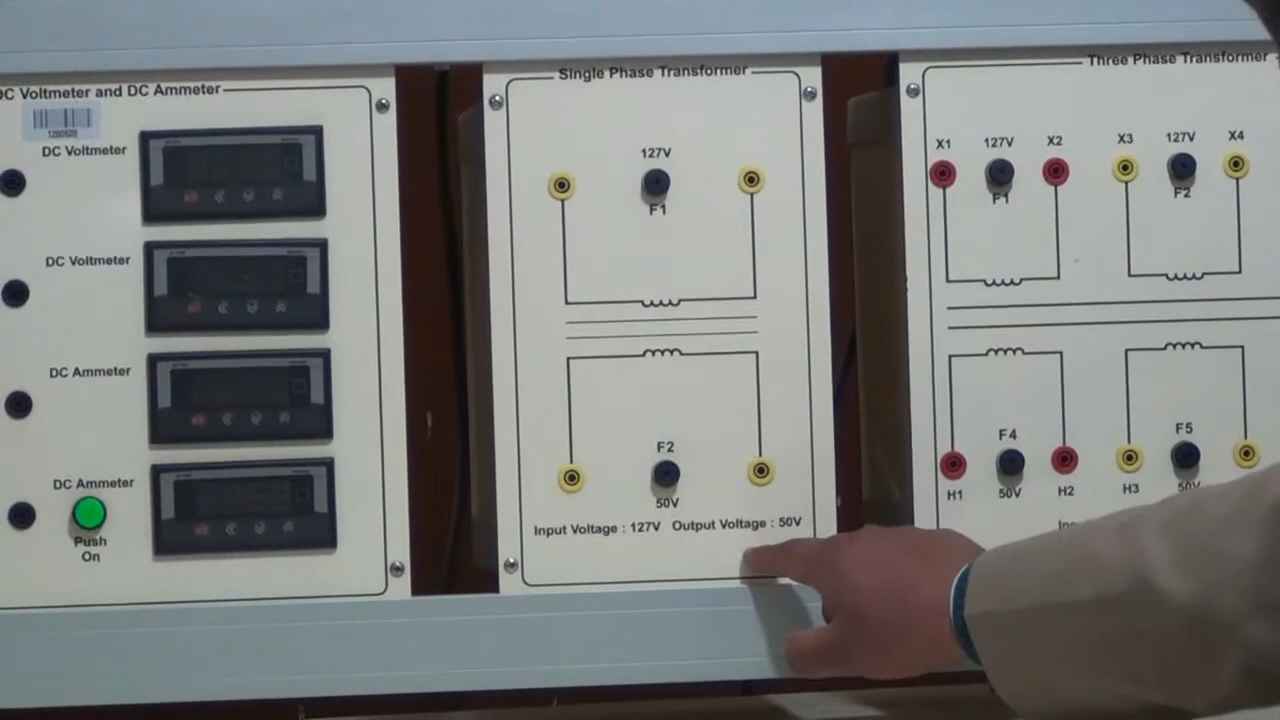 DC Voltmeter and DC Ammeter
1200620
DC Voltmeter
DC Voltmeter
DC Ammeter
DC Ammeter
Push
On
Single Phase Transformer
127V
F1
F2
50V
Input Voltage : 127V Output Voltage : 50V
Three Phase Transformer
X1 127V X2 X3 127V X4
F1 F2
F4 F5
H1 50V H2 H3 50V